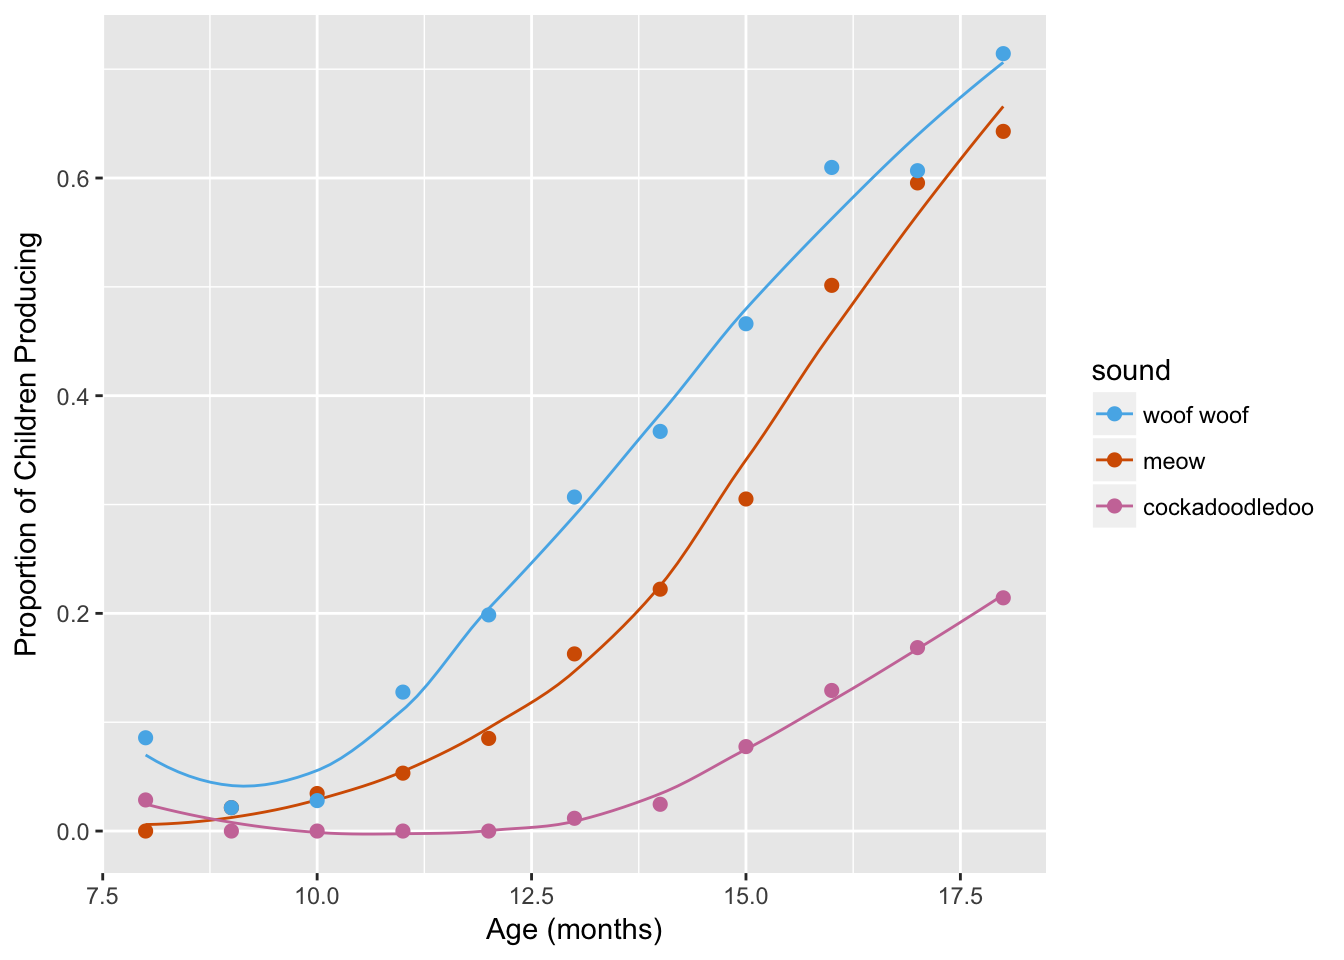 Proportion of Children Producing
0.6
0.4
0.2
0.0
7.5 10.0 12.5 15.0 17.5
Age (months)
sound
woof woof
meow
cockadoodledoo